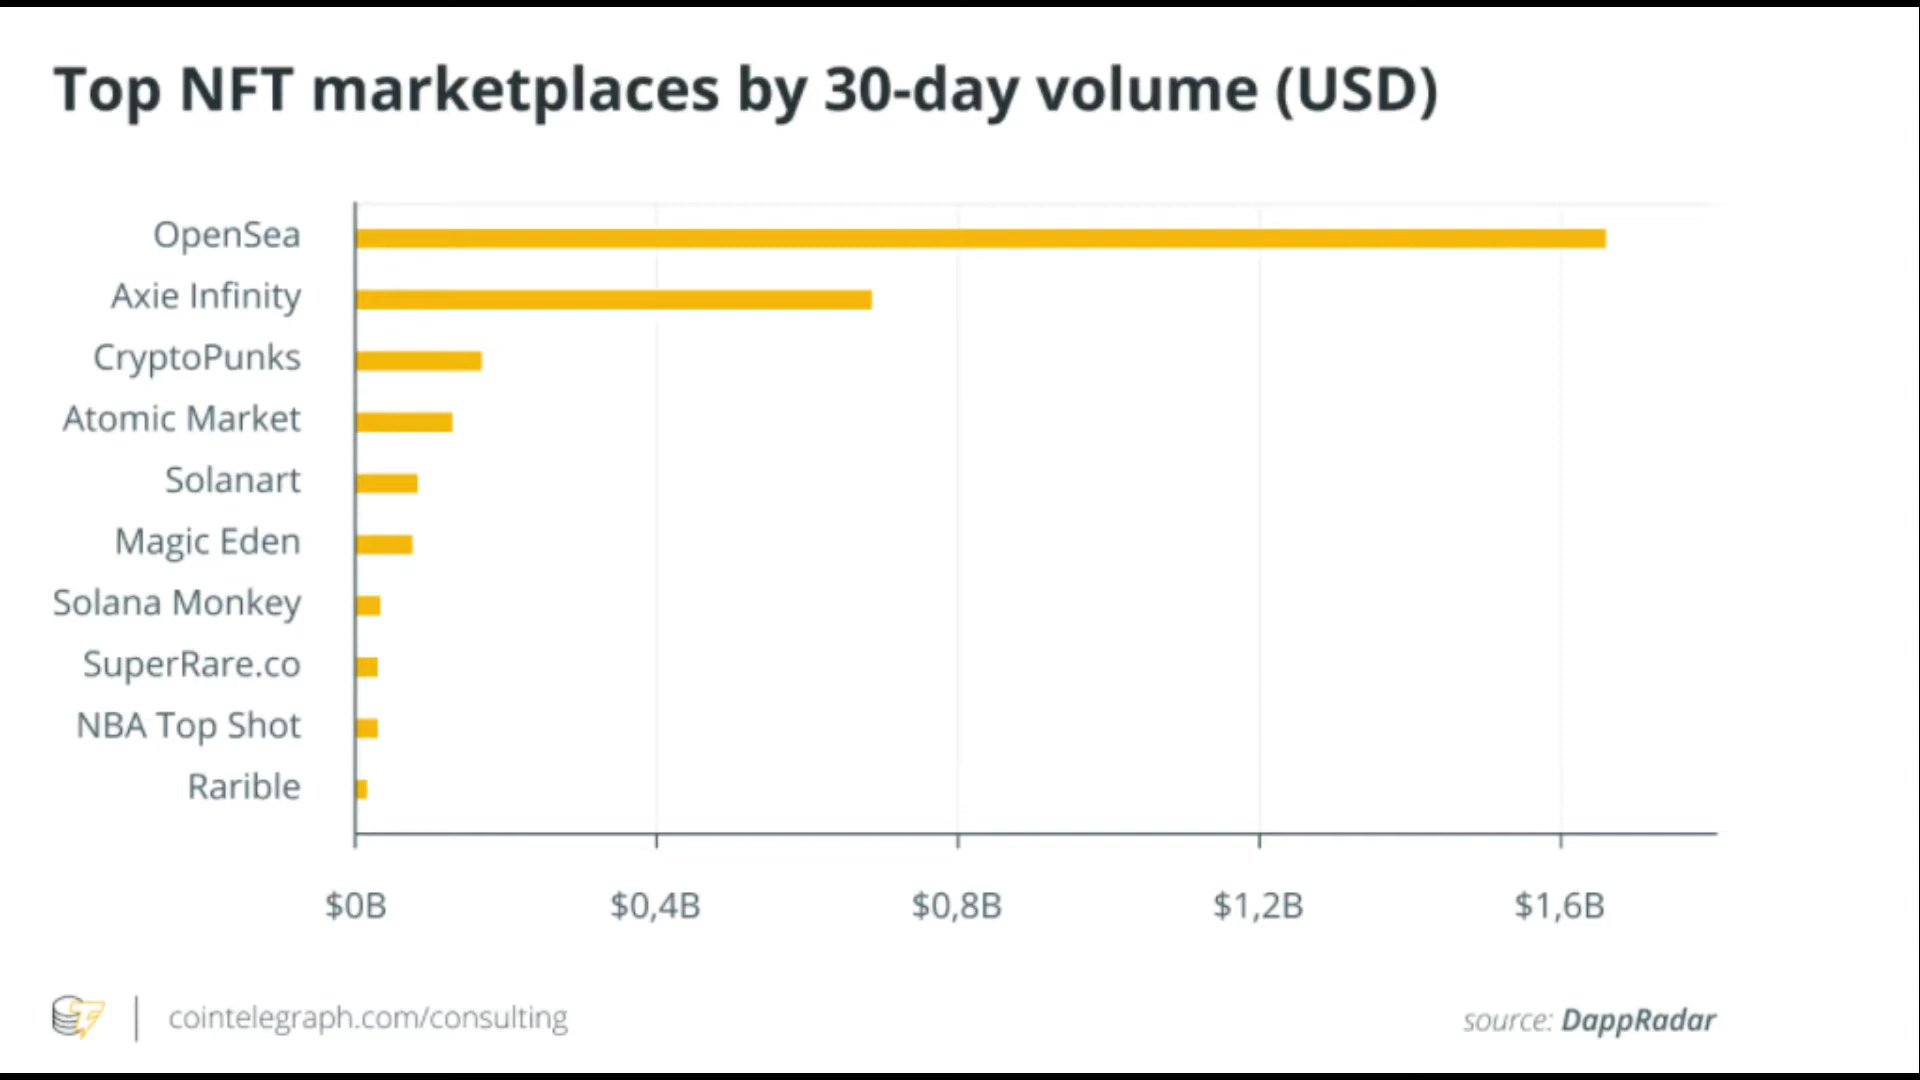 Top NFT marketplaces by 30-day volume (USD)
OpenSea
Axie Infinity
CryptoPunks
Atomic Market
Solanart
Magic Eden
Solana Monkey
SuperRare.co
NBA Top Shot
Rarible
$0B $0,4B $0,8B $1,2B $1,6B
cointelegraph.com/consulting source: DappRadar